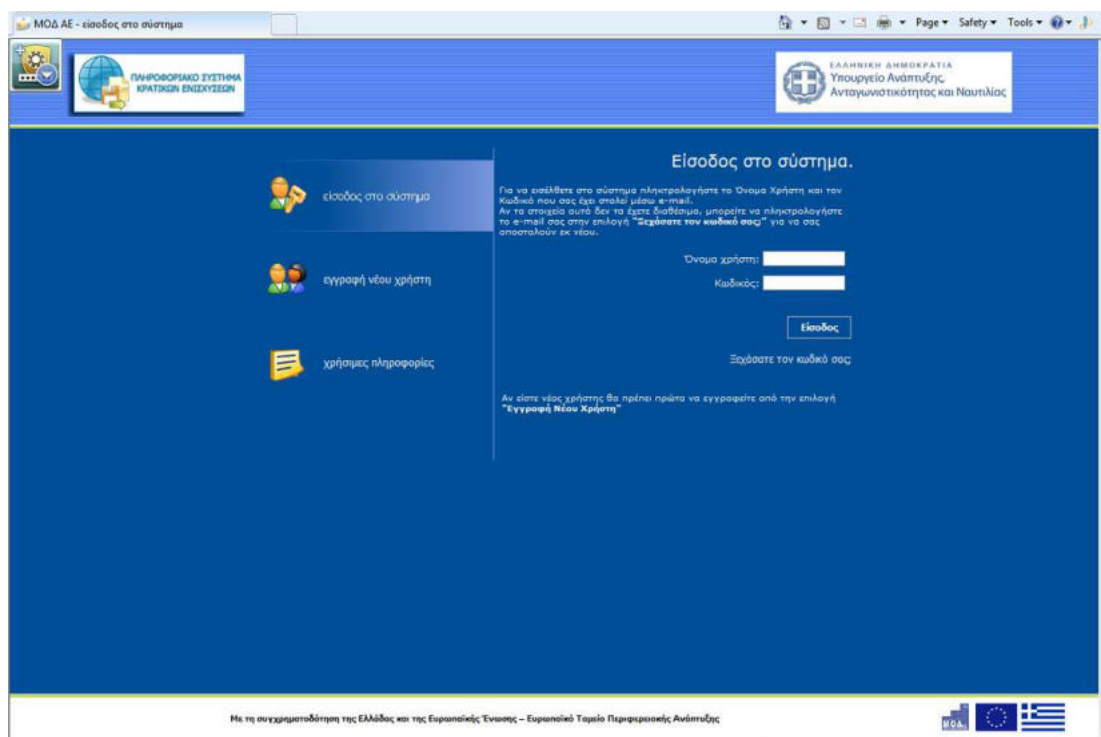 ΜΟΔ ΑΕ - είσοδος στο σύστημα
Page Safety Tools
ΠΛΗΡΟΦΟΡΙΑΚΟ ΣΥΣΤΗΜΑ
ΚΡΑΤΙΚΩΝ ΕΝΙΣΧΥΣΕΩΝ
ΕΛΛΗΝΙΚΗ ΔΗΜΟΚΡΑΤΙΑ
Υπουργείο Ανάπτυξης,
Ανταγωνιστικότητας και Ναυτιλίας
είσοδος στο σύστημα
εγγραφή νέου χρήστη
χρήσιμες πληροφορίες
Είσοδος στο σύστημα.
Για να εισέλθετε στο σύστημα πληκτρολογήστε το Όνομα Χρήστη και τον
Κωδικό που σας έχει σταλεί μέσω e-mail.
Αν τα στοιχεία αυτά δεν τα έχετε διαθέσιμα, μπορείτε να πληκτρολογήστε
το e-mail σας στην επιλογή "Ξεχάσατε τον κωδικό σας;" για να σας
αποσταλούν εκ νέου.
Όνομα χρήστη:
Κωδικός:
Είσοδος
Ξεχάσατε τον κωδικό σας;
Αν είστε νέος χρήστης θα πρέπει πρώτα να εγγραφείτε από την επιλογή
"Εγγραφή Νέου Χρήστη"
Με τη συγχρηματοδότηση της Ελλάδας και της Ευρωπαϊκής Ένωσης – Ευρωπαϊκό Ταμείο Περιφερειακής Ανάπτυξης
ΜΟΔ